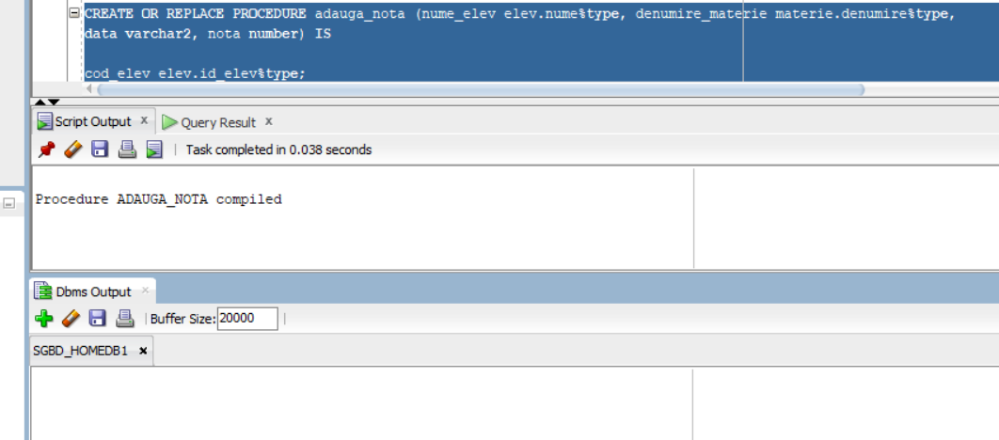 CREATE OR REPLACE PROCEDURE adauga_nota (nume_elev elev.nume%type, denumire_materie materie.denumire%type,
data varchar2, nota number) IS
cod_elev elev.id_elev%type;
Script Output x Query Result x
Task completed in 0.038 seconds
Procedure ADAUGA_NOTA compiled
Dbms Output x
Buffer Size: 20000
SGBD_HOMEDB1 x